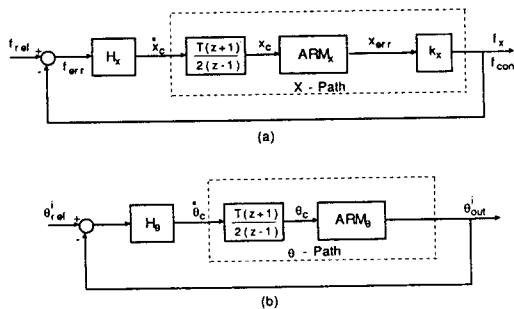 f_ref + - f_err H_x ẋ_c T(z+1) / 2(z-1) x_c ARM_x x_err k_x f_x f_con
X - Path
(a)
θ^i_ref + - H_θ θ̇_c T(z+1) / 2(z-1) θ_c ARM_θ θ^i_out
θ - Path
(b)